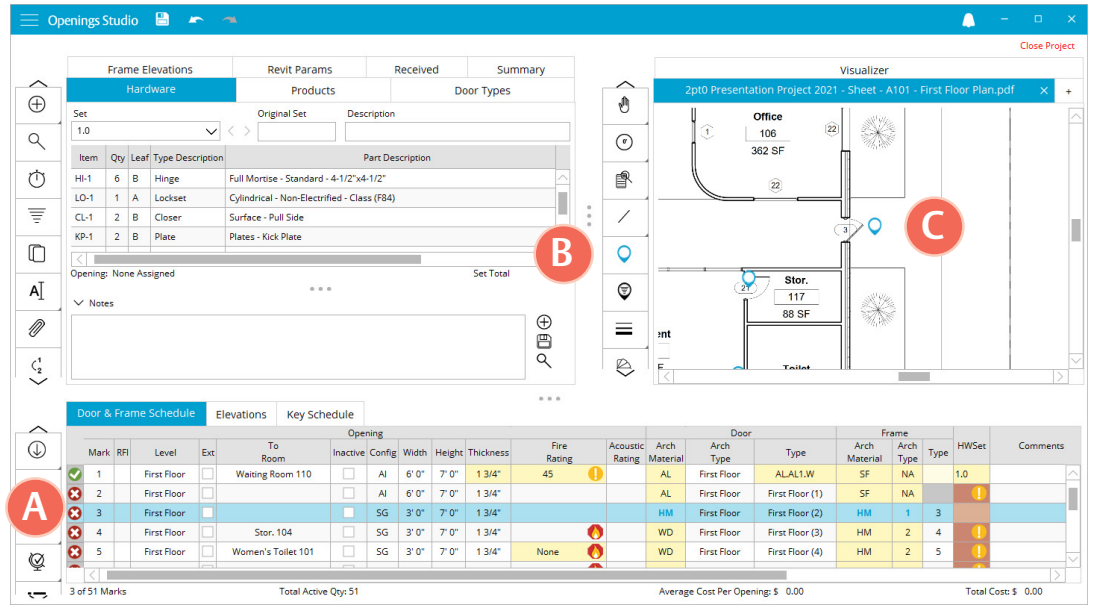 Openings Studio
Close Project
Frame Elevations Revit Params Received Summary
Hardware Products Door Types
Set Original Set Description
1.0
Item Qty Leaf Type Description Part Description
HI-1 6 B Hinge Full Mortise - Standard - 4-1/2"x4-1/2"
LO-1 1 A Lockset Cylindrical - Non-Electrified - Class (F84)
CL-1 2 B Closer Surface - Pull Side
KP-1 2 B Plate Plates - Kick Plate
Opening: None Assigned Set Total
Notes
B
Visualizer
2pt0 Presentation Project 2021 - Sheet - A101 - First Floor Plan.pdf
Office
106
362 SF
1
22
22
3
C
21
Stor.
117
88 SF
Toilet
Door & Frame Schedule Elevations Key Schedule
Opening Door Frame
Mark RFI Level Ext To Room Inactive Config Width Height Thickness Fire Rating Acoustic Rating Arch Material Arch Type Type Arch Material Arch Type Type HWSet Comments
1 First Floor Waiting Room 110 AI 6' 0" 7' 0" 1 3/4" 45 AL First Floor AL.AL1.W SF NA 1.0
2 First Floor AI 6' 0" 7' 0" 1 3/4" AL First Floor First Floor (1) SF NA
3 First Floor SG 3' 0" 7' 0" 1 3/4" HM First Floor First Floor (2) HM 1 3
4 First Floor Stor. 104 SG 3' 0" 7' 0" 1 3/4" WD First Floor First Floor (3) HM 2 4
5 First Floor Women's Toilet 101 SG 3' 0" 7' 0" 1 3/4" None WD First Floor First Floor (4) HM 2 5
A
3 of 51 Marks Total Active Qty: 51 Average Cost Per Opening: $ 0.00 Total Cost: $ 0.00